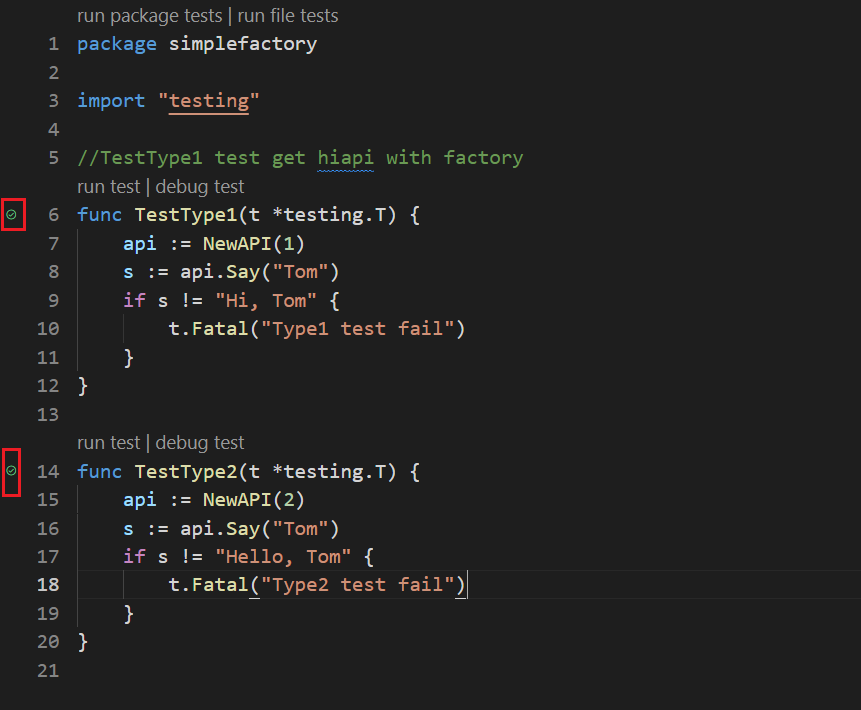 run package tests | run file tests
1 package simplefactory
2
3 import "testing"
4
5 //TestType1 test get hiapi with factory
run test | debug test
6 func TestType1(t *testing.T) {
7     api := NewAPI(1)
8     s := api.Say("Tom")
9     if s != "Hi, Tom" {
10         t.Fatal("Type1 test fail")
11     }
12 }
13
run test | debug test
14 func TestType2(t *testing.T) {
15     api := NewAPI(2)
16     s := api.Say("Tom")
17     if s != "Hello, Tom" {
18         t.Fatal("Type2 test fail")
19     }
20 }
21